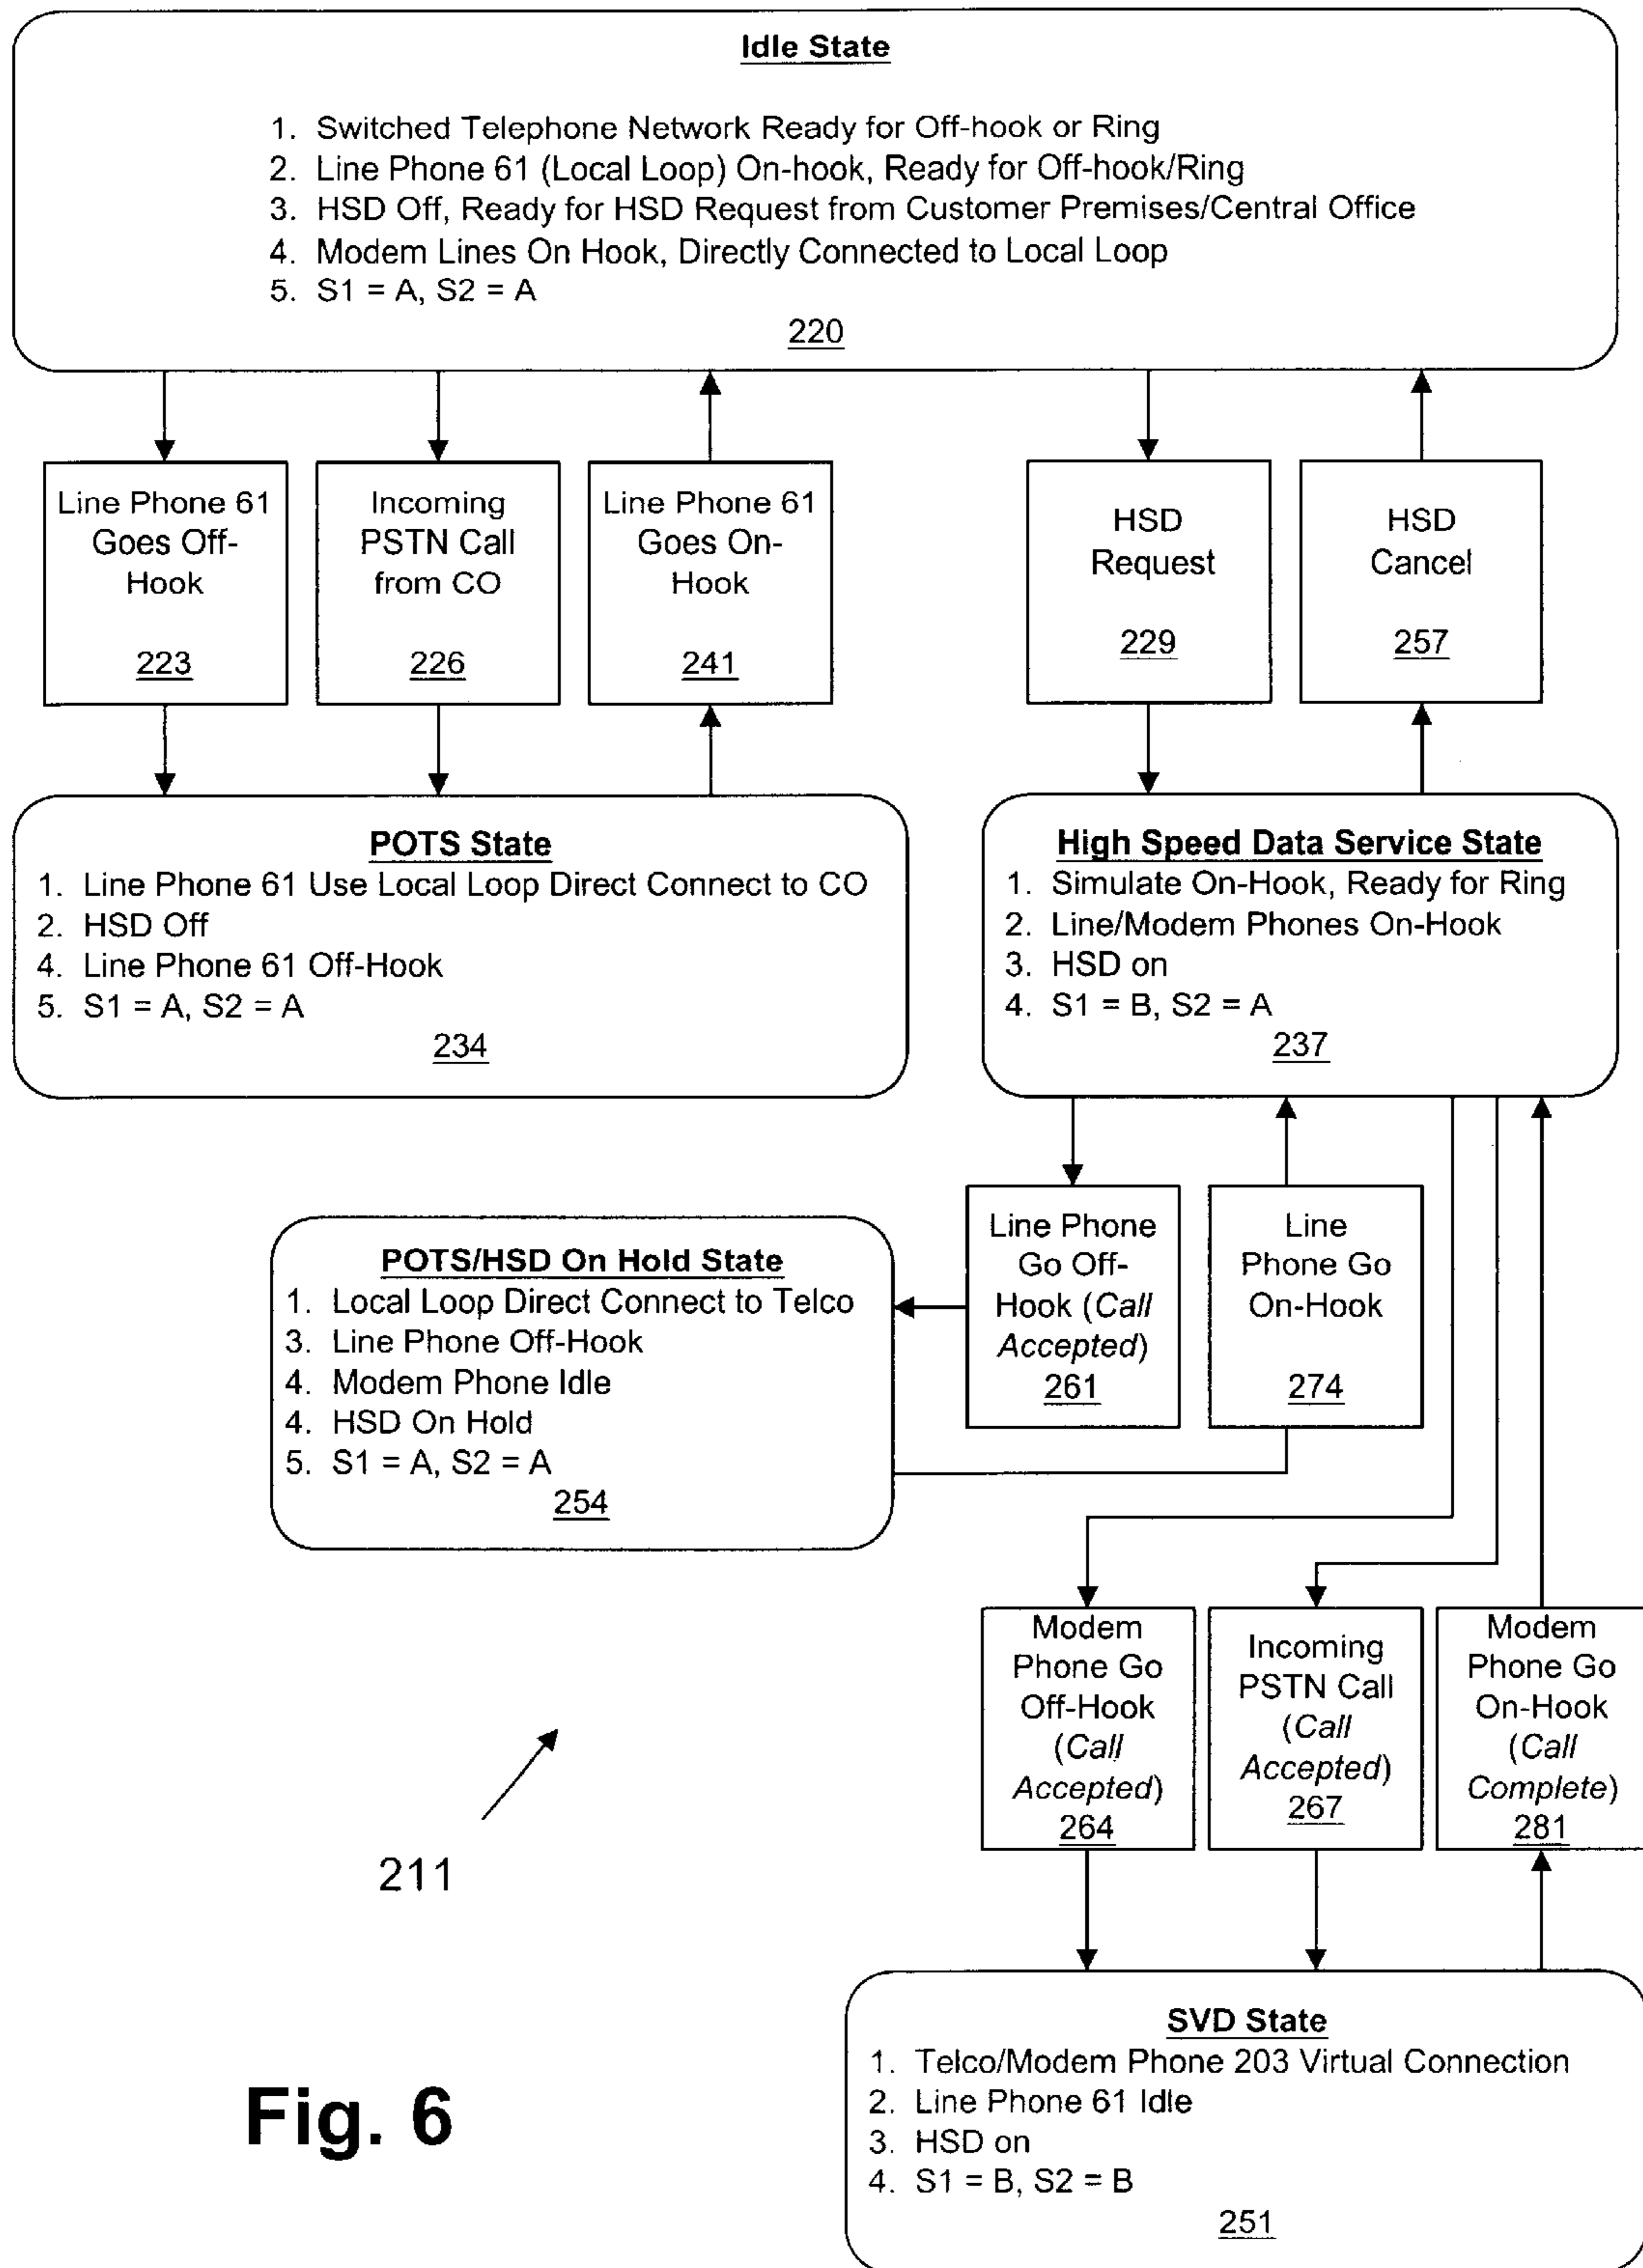 Idle State
1. Switched Telephone Network Ready for Off-hook or Ring
2. Line Phone 61 (Local Loop) On-hook, Ready for Off-hook/Ring
3. HSD Off, Ready for HSD Request from Customer Premises/Central Office
4. Modem Lines On Hook, Directly Connected to Local Loop
5. S1 = A, S2 = A
220
Line Phone 61
Goes Off-
Hook
223
Incoming
PSTN Call
from CO
226
Line Phone 61
Goes On-
Hook
241
HSD
Request
229
HSD
Cancel
257
POTS State
1. Line Phone 61 Use Local Loop Direct Connect to CO
2. HSD Off
4. Line Phone 61 Off-Hook
5. S1 = A, S2 = A
234
High Speed Data Service State
1. Simulate On-Hook, Ready for Ring
2. Line/Modem Phones On-Hook
3. HSD on
4. S1 = B, S2 = A
237
POTS/HSD On Hold State
1. Local Loop Direct Connect to Telco
3. Line Phone Off-Hook
4. Modem Phone Idle
4. HSD On Hold
5. S1 = A, S2 = A
254
Line Phone
Go Off-
Hook (Call
Accepted)
261
Line
Phone Go
On-Hook
274
Modem
Phone Go
Off-Hook
(Call
Accepted)
264
Incoming
PSTN Call
(Call
Accepted)
267
Modem
Phone Go
On-Hook
(Call
Complete)
281
211
SVD State
1. Telco/Modem Phone 203 Virtual Connection
2. Line Phone 61 Idle
3. HSD on
4. S1 = B, S2 = B
251
Fig. 6